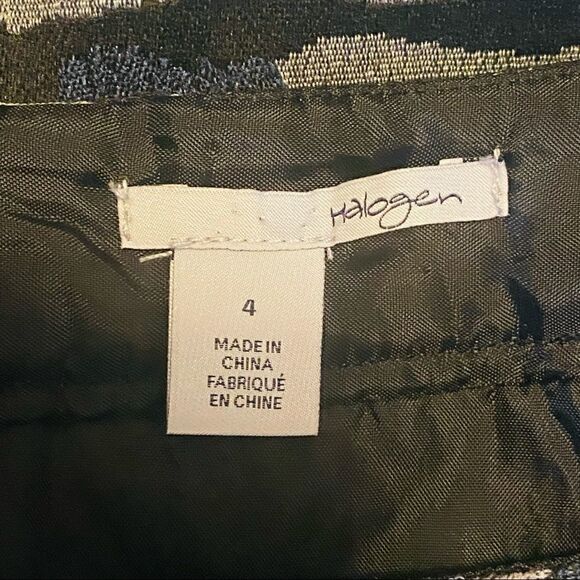 Halogen
4
MADE IN
CHINA
FABRIQUÉ
EN CHINE